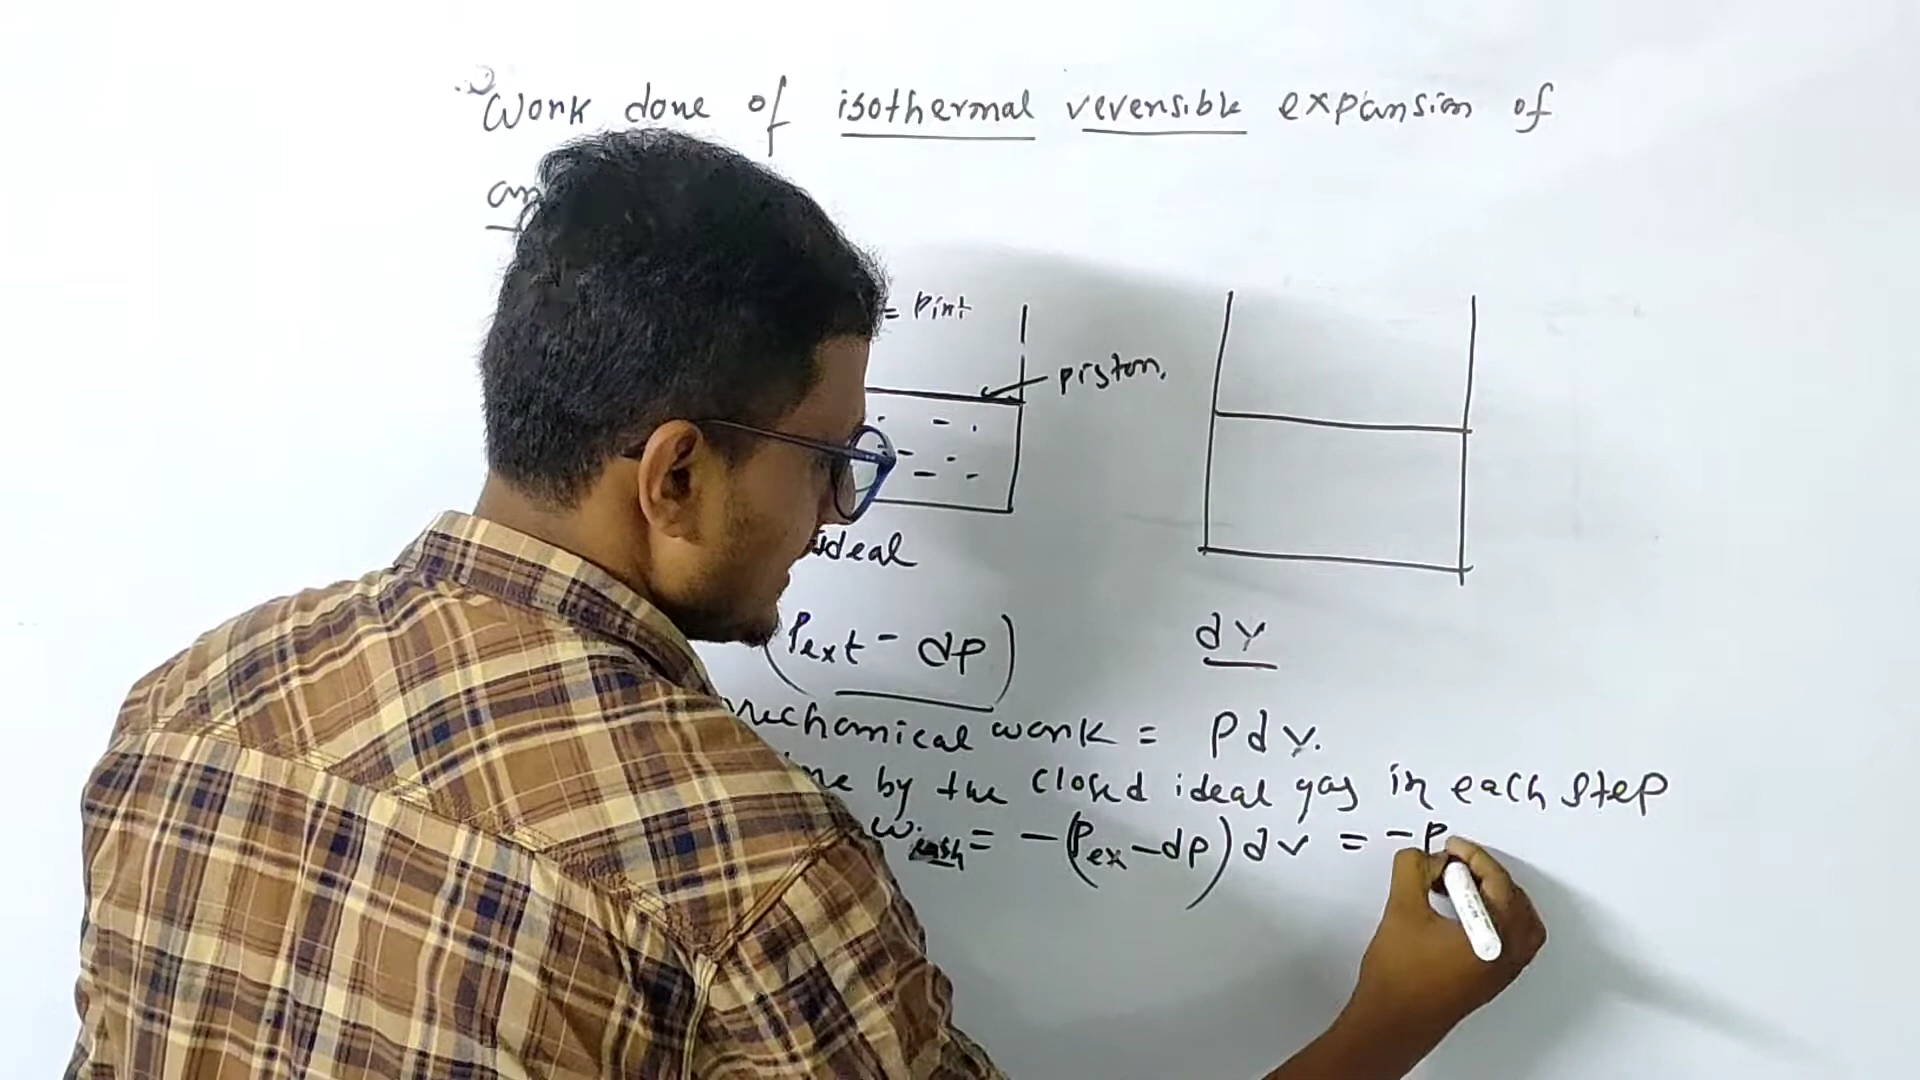 Work done of isothermal reversible expansion of
an
= Pint
piston.
ideal
(Pext - dp)
dv
Mechanical work = Pdv.
by the closed ideal gas in each step
w = -(Pex-dp) dv = -P